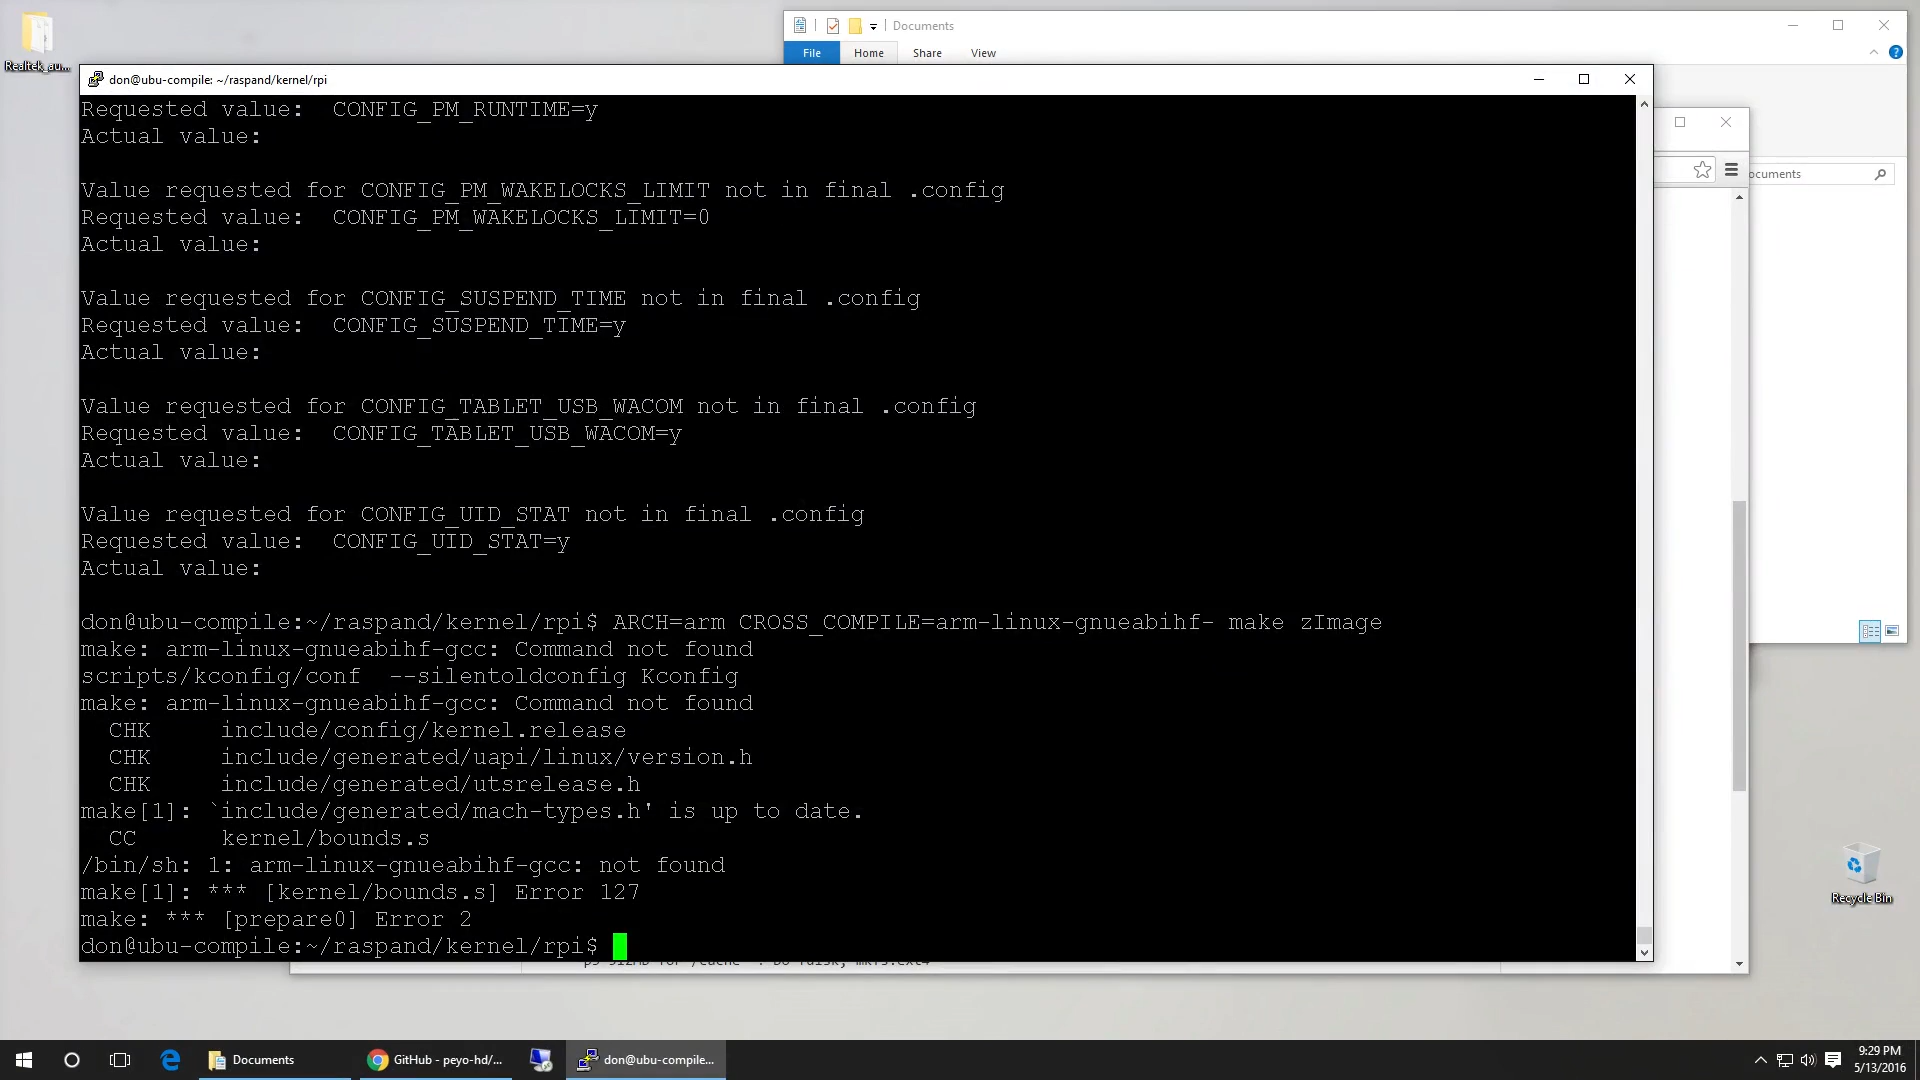 Realtek_au...
Documents
File
Home
Share
View
don@ubu-compile: ~/raspand/kernel/rpi
ocuments
Requested value:  CONFIG_PM_RUNTIME=y
Actual value:
Value requested for CONFIG_PM_WAKELOCKS_LIMIT not in final .config
Requested value:  CONFIG_PM_WAKELOCKS_LIMIT=0
Actual value:
Value requested for CONFIG_SUSPEND_TIME not in final .config
Requested value:  CONFIG_SUSPEND_TIME=y
Actual value:
Value requested for CONFIG_TABLET_USB_WACOM not in final .config
Requested value:  CONFIG_TABLET_USB_WACOM=y
Actual value:
Value requested for CONFIG_UID_STAT not in final .config
Requested value:  CONFIG_UID_STAT=y
Actual value:
don@ubu-compile:~/raspand/kernel/rpi$ ARCH=arm CROSS_COMPILE=arm-linux-gnueabihf- make zImage
make: arm-linux-gnueabihf-gcc: Command not found
scripts/kconfig/conf  --silentoldconfig Kconfig
make: arm-linux-gnueabihf-gcc: Command not found
CHK     include/config/kernel.release
CHK     include/generated/uapi/linux/version.h
CHK     include/generated/utsrelease.h
make[1]: `include/generated/mach-types.h' is up to date.
CC      kernel/bounds.s
/bin/sh: 1: arm-linux-gnueabihf-gcc: not found
make[1]: *** [kernel/bounds.s] Error 127
make: *** [prepare0] Error 2
don@ubu-compile:~/raspand/kernel/rpi$
Recycle Bin
Documents
GitHub - peyo-hd/...
don@ubu-compile...
9:29 PM
5/13/2016